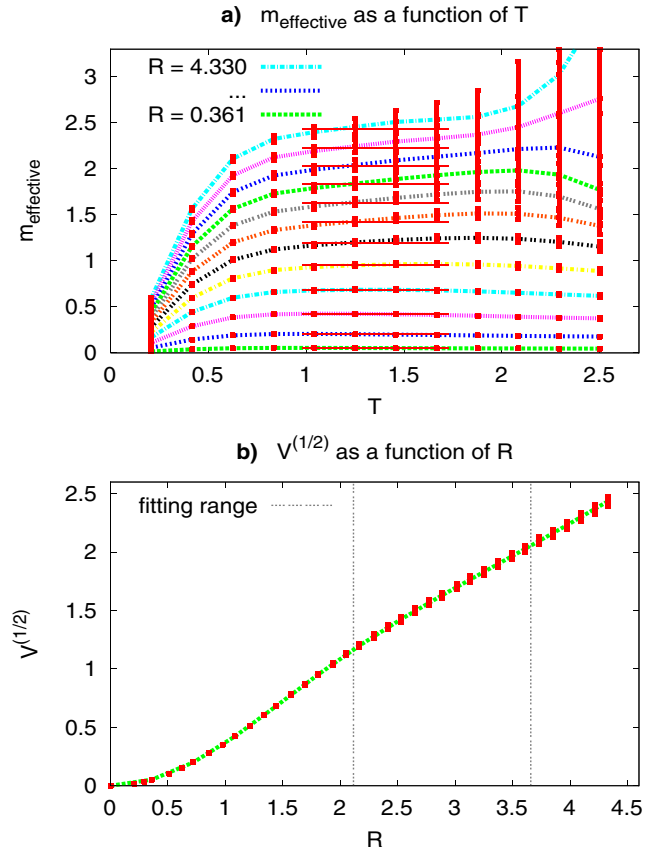 a) m_effective as a function of T
R = 4.330
...
R = 0.361
3
2.5
2
1.5
1
0.5
0
m_effective
0 0.5 1 1.5 2 2.5
T
b) V^(1/2) as a function of R
fitting range
2.5
2
1.5
1
0.5
0
V^(1/2)
0 0.5 1 1.5 2 2.5 3 3.5 4 4.5
R